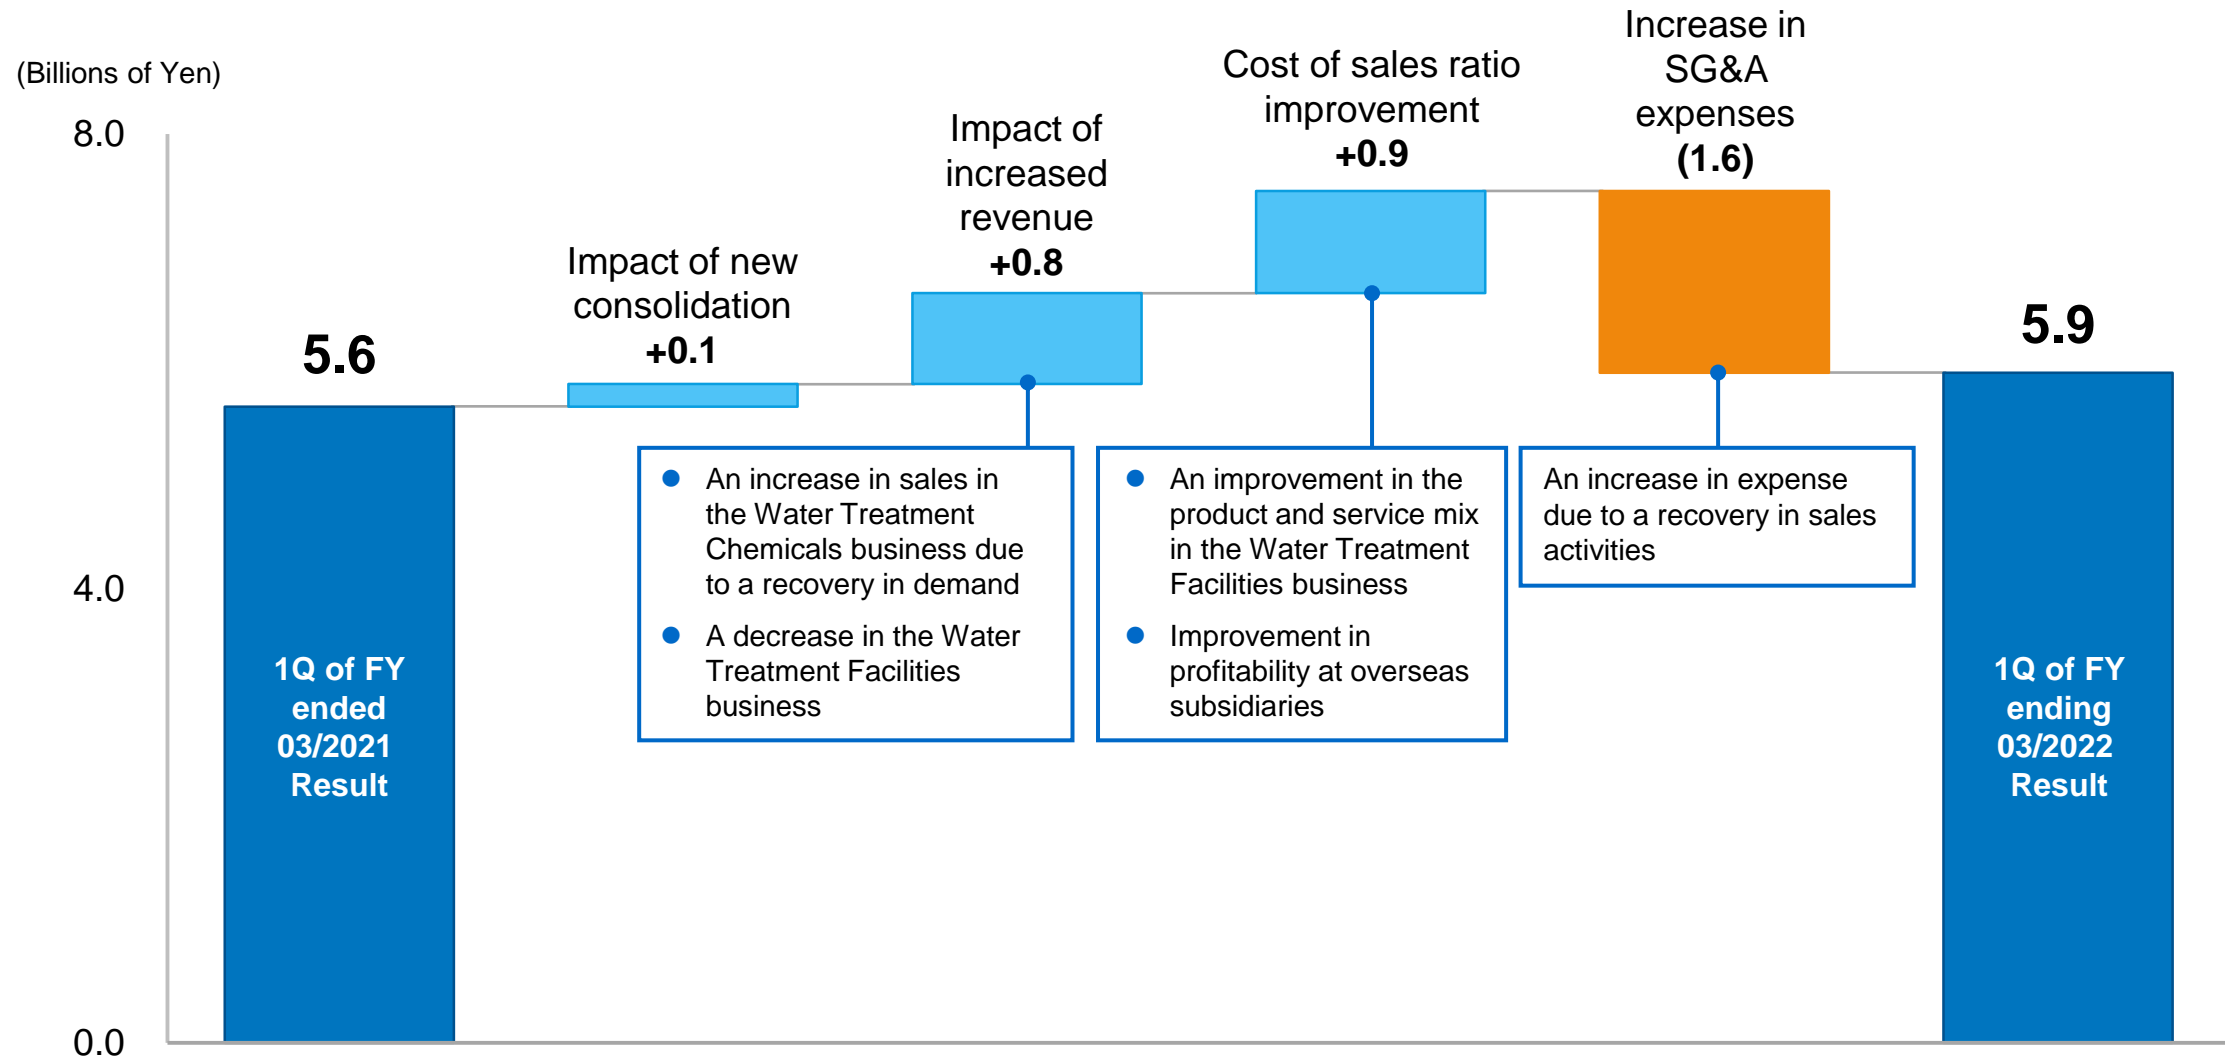 (Billions of Yen)
8.0
4.0
0.0
5.6
1Q of FY
ended
03/2021
Result
Impact of new
consolidation
+0.1
Impact of
increased
revenue
+0.8
Cost of sales ratio
improvement
+0.9
Increase in
SG&A
expenses
(1.6)
5.9
1Q of FY
ending
03/2022
Result
● An increase in sales in
the Water Treatment
Chemicals business due
to a recovery in demand
● A decrease in the Water
Treatment Facilities
business
● An improvement in the
product and service mix
in the Water Treatment
Facilities business
● Improvement in
profitability at overseas
subsidiaries
An increase in expense
due to a recovery in sales
activities